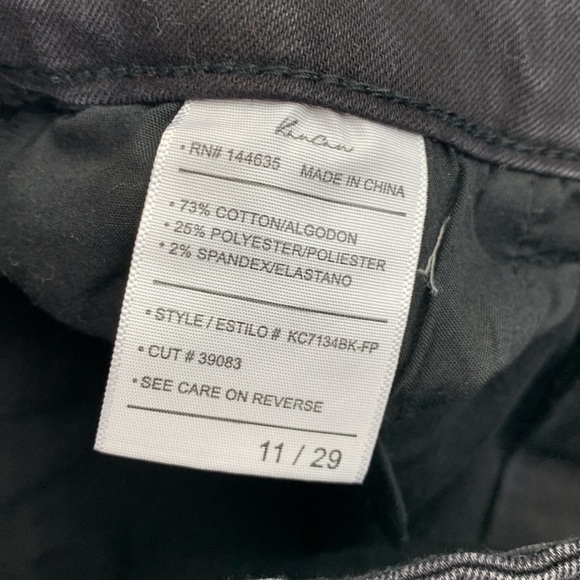 Kancan
• RN# 144635 MADE IN CHINA
• 73% COTTON/ALGODON
• 25% POLYESTER/POLIESTER
• 2% SPANDEX/ELASTANO
• STYLE / ESTILO # KC7134BK-FP
• CUT # 39083
• SEE CARE ON REVERSE
11 / 29